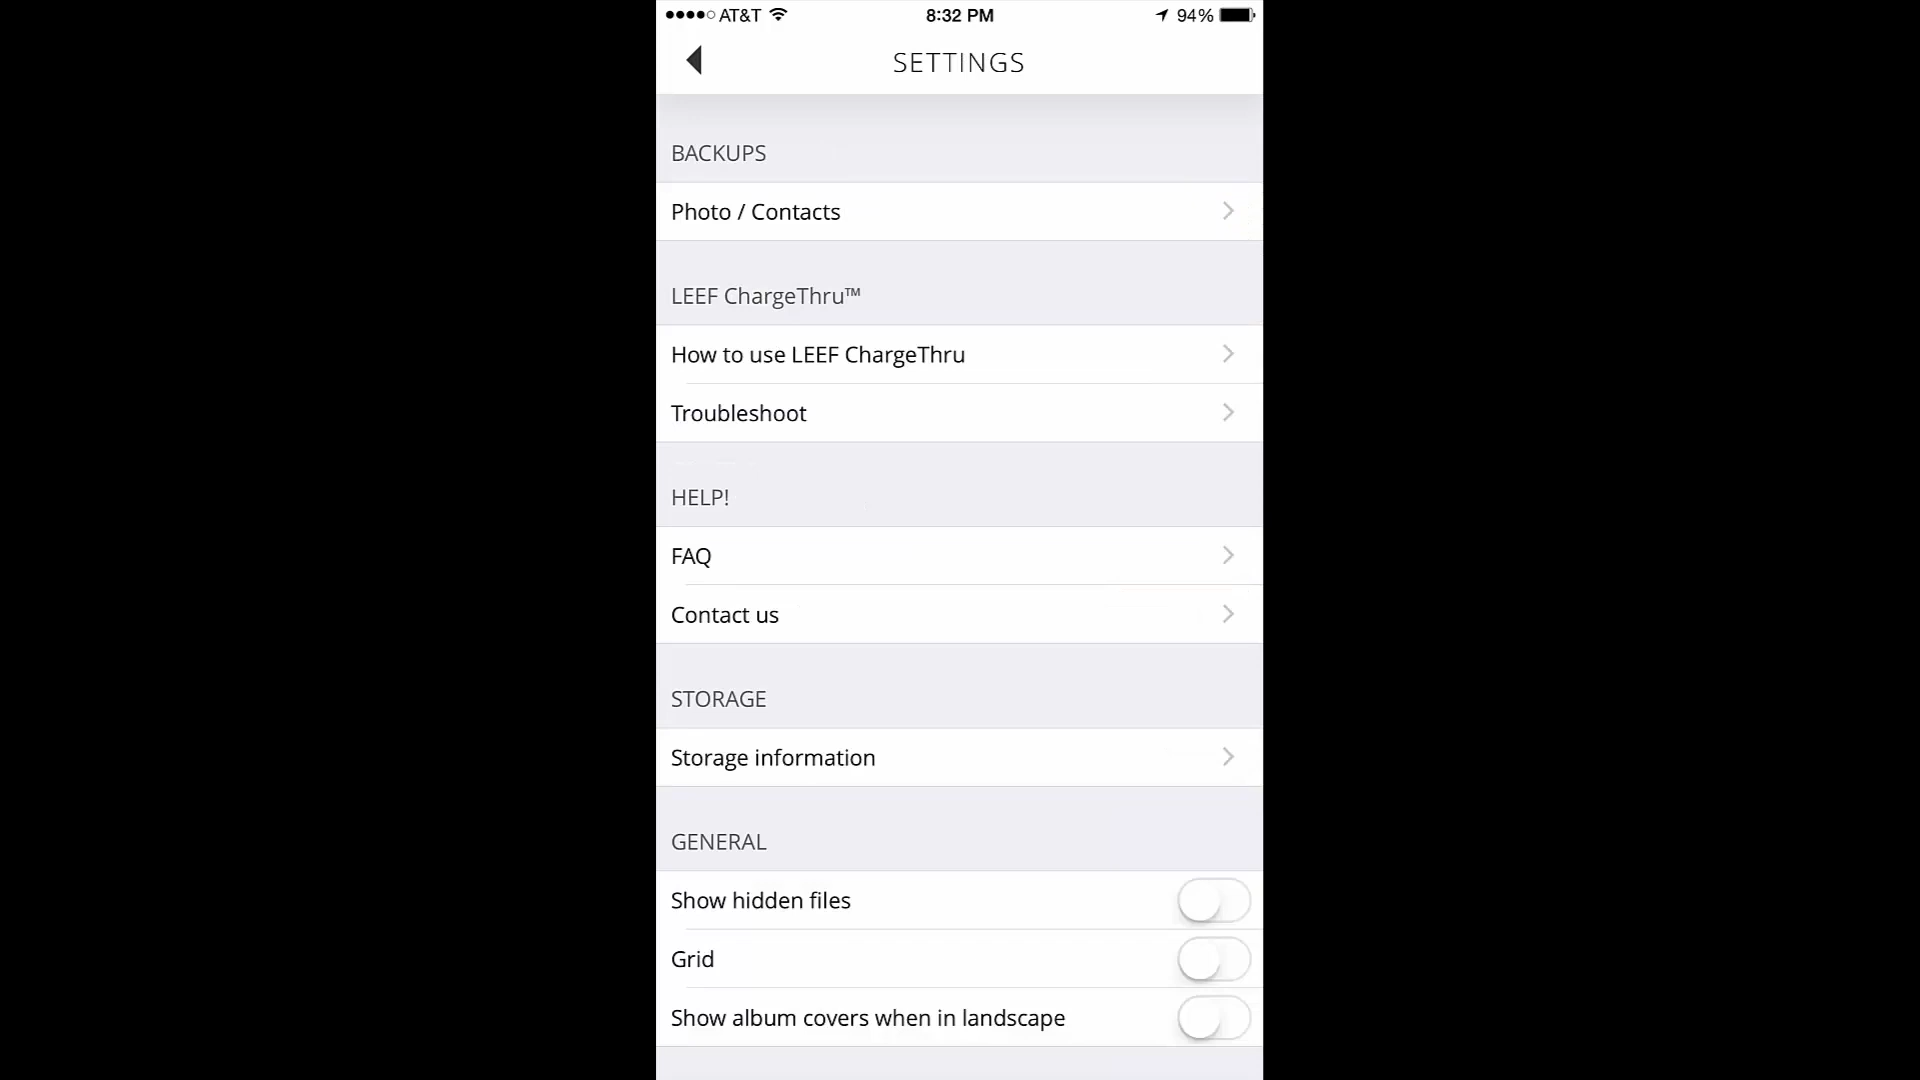 AT&T 8:32 PM 94%
SETTINGS
BACKUPS
Photo / Contacts
LEEF ChargeThru™
How to use LEEF ChargeThru
Troubleshoot
HELP!
FAQ
Contact us
STORAGE
Storage information
GENERAL
Show hidden files
Grid
Show album covers when in landscape